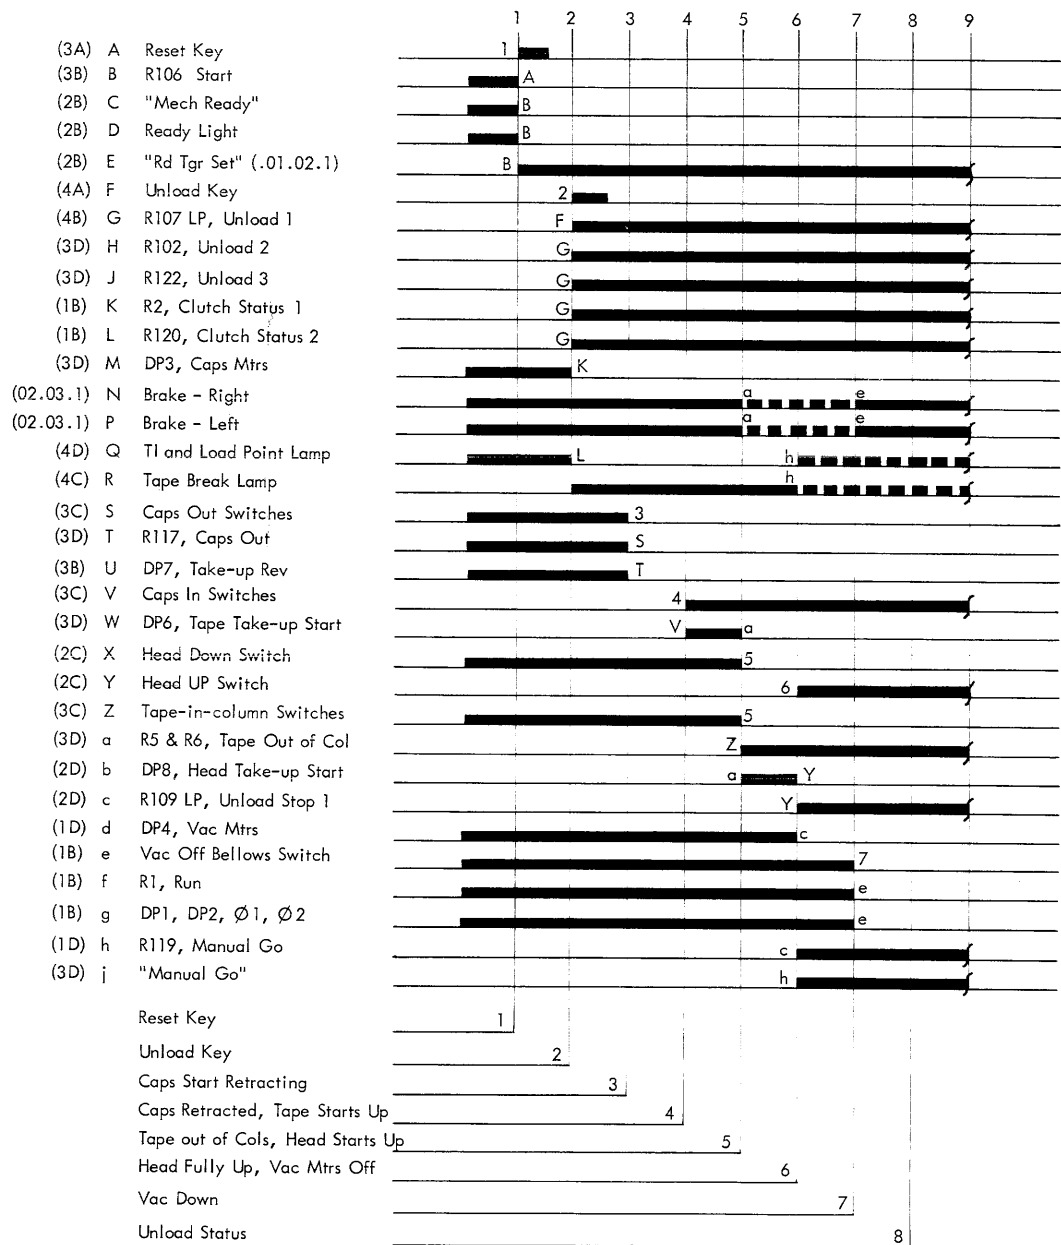 1 2 3 4 5 6 7 8 9
(3A) A Reset Key 1
(3B) B R106 Start A
(2B) C "Mech Ready" B
(2B) D Ready Light B
(2B) E "Rd Tgr Set" (.01.02.1) B
(4A) F Unload Key 2
(4B) G R107 LP, Unload 1 F
(3D) H R102, Unload 2 G
(3D) J R122, Unload 3 G
(1B) K R2, Clutch Status 1 G
(1B) L R120, Clutch Status 2 G
(3D) M DP3, Caps Mtrs K
(02.03.1) N Brake - Right a e
(02.03.1) P Brake - Left a e
(4D) Q TI and Load Point Lamp L h
(4C) R Tape Break Lamp h
(3C) S Caps Out Switches 3
(3D) T R117, Caps Out S
(3B) U DP7, Take-up Rev T
(3C) V Caps In Switches 4
(3D) W DP6, Tape Take-up Start V a
(2C) X Head Down Switch 5
(2C) Y Head UP Switch 6
(3C) Z Tape-in-column Switches 5
(3D) a R5 & R6, Tape Out of Col Z
(2D) b DP8, Head Take-up Start a Y
(2D) c R109 LP, Unload Stop 1 Y
(1D) d DP4, Vac Mtrs c
(1B) e Vac Off Bellows Switch 7
(1B) f R1, Run e
(1B) g DP1, DP2, Ø1, Ø2 e
(1D) h R119, Manual Go c
(3D) j "Manual Go" h
Reset Key 1
Unload Key 2
Caps Start Retracting 3
Caps Retracted, Tape Starts Up 4
Tape out of Cols, Head Starts Up 5
Head Fully Up, Vac Mtrs Off 6
Vac Down 7
Unload Status 8